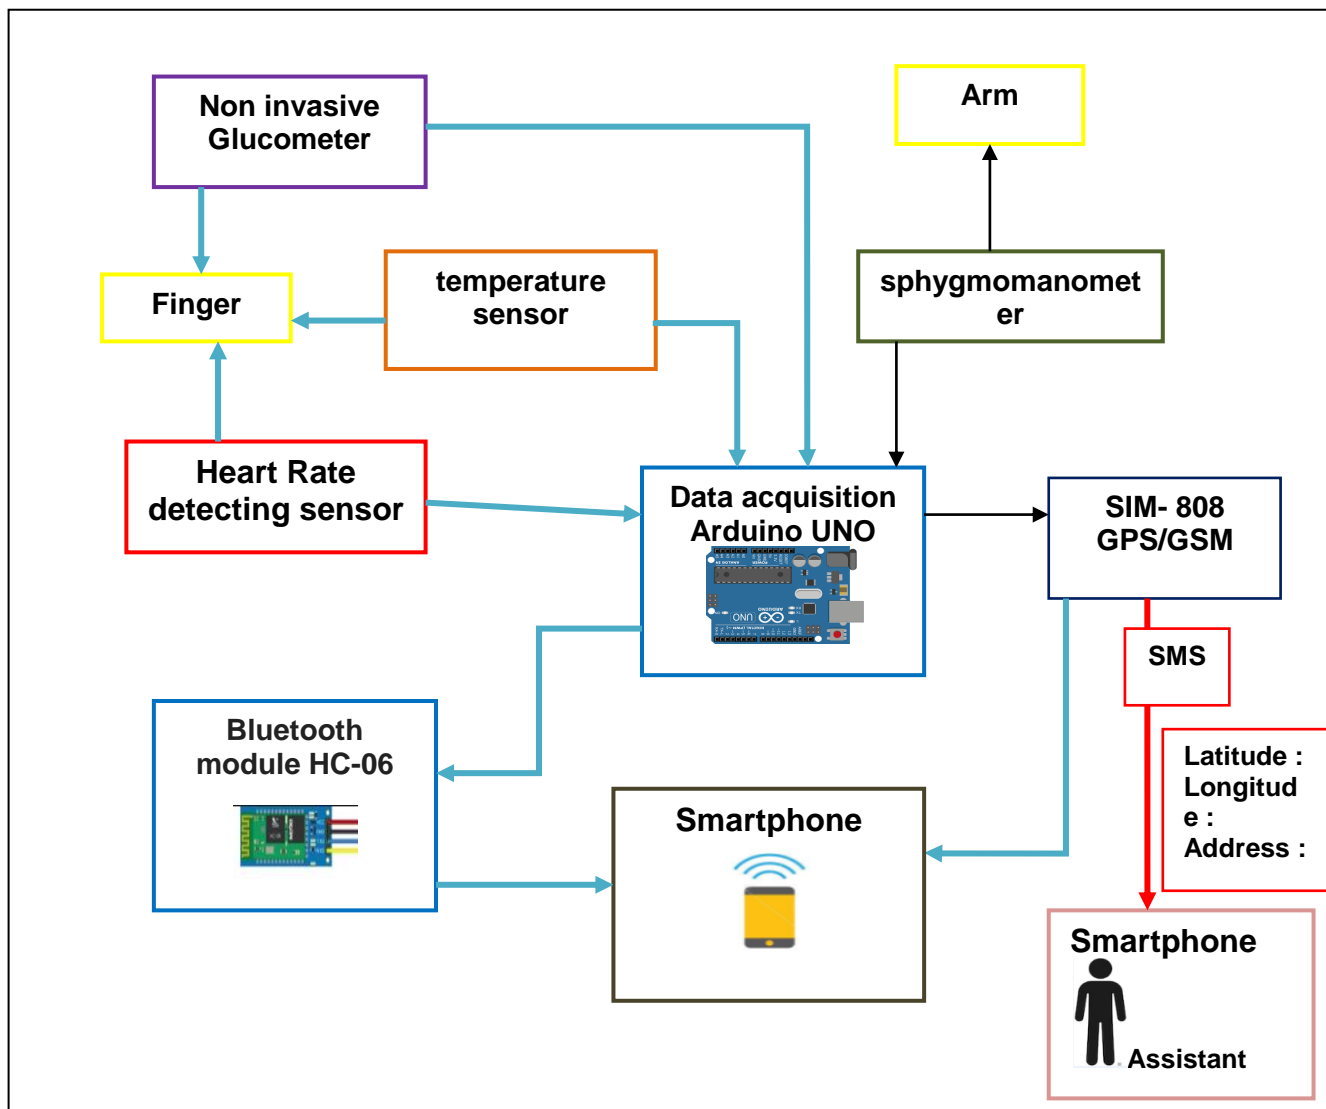 Non invasive
Glucometer
Arm
temperature
sensor
sphygmomanomet
er
Finger
Heart Rate
detecting sensor
Data acquisition
Arduino UNO
SIM- 808
GPS/GSM
UNO
SMS
Bluetooth
module HC-06
Latitude :
Longitud
e :
Address :
Smartphone
Smartphone
Assistant